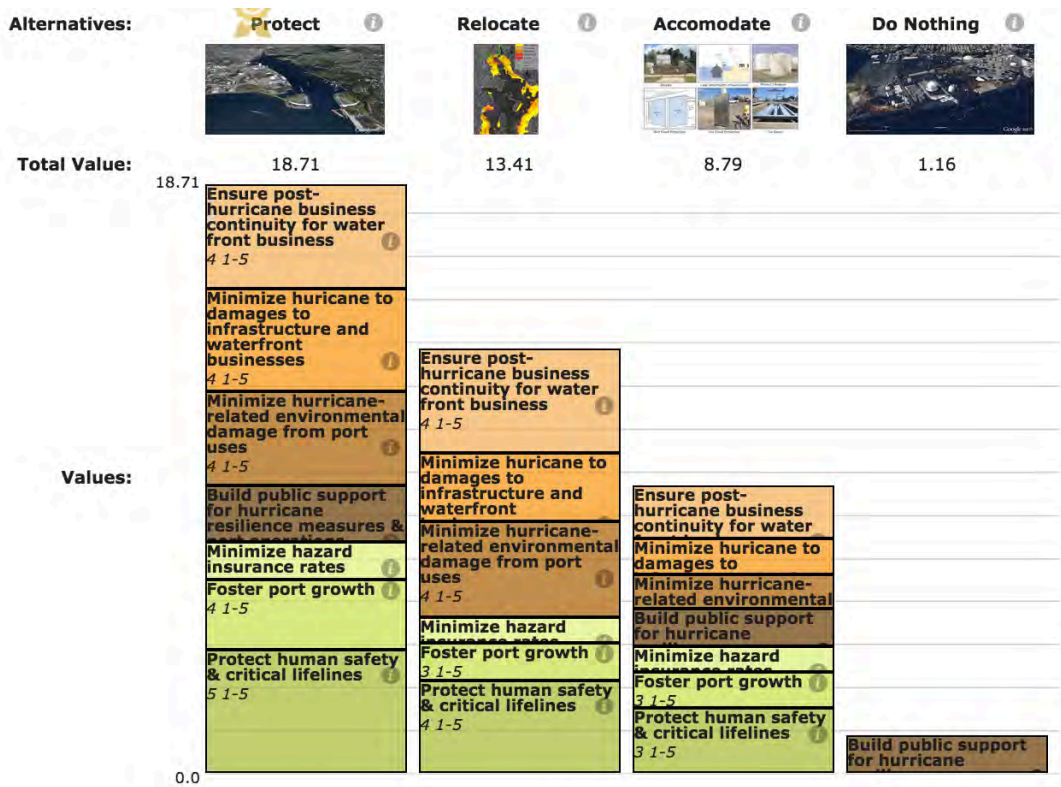 Alternatives:
Protect
Relocate
Accomodate
Do Nothing
Google earth
Total Value:
18.71
13.41
8.79
1.16
Values:
18.71
0.0
Ensure post-
hurricane business
continuity for water
front business
4 1-5
Minimize huricane to
damages to
infrastructure and
waterfront
businesses
4 1-5
Minimize hurricane-
related environmental
damage from port
uses
4 1-5
Build public support
for hurricane
resilience measures &
Minimize hazard
insurance rates
Foster port growth
4 1-5
Protect human safety
& critical lifelines
5 1-5
Ensure post-
hurricane business
continuity for water
front business
4 1-5
Minimize huricane to
damages to
infrastructure and
waterfront
Minimize hurricane-
related environmental
damage from port
uses
4 1-5
Minimize hazard
insurance rates
Foster port growth
3 1-5
Protect human safety
& critical lifelines
4 1-5
Ensure post-
hurricane business
continuity for water
Minimize huricane to
damages to
Minimize hurricane-
related environmental
Build public support
for hurricane
Minimize hazard
insurance rates
Foster port growth
3 1-5
Protect human safety
& critical lifelines
3 1-5
Build public support
for hurricane